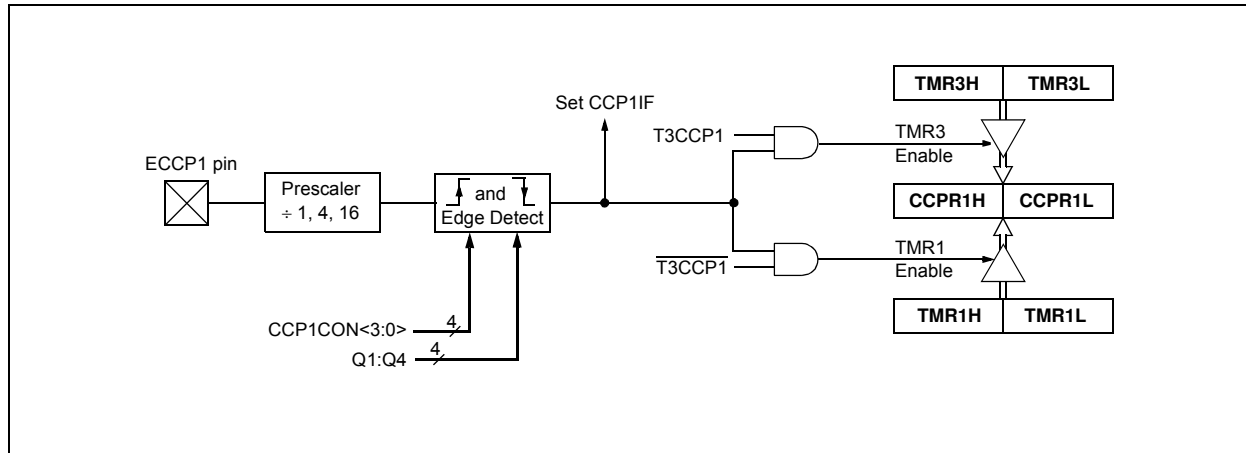 TMR3H TMR3L
Set CCP1IF
T3CCP1
TMR3
Enable
ECCP1 pin
Prescaler
÷ 1, 4, 16
and
Edge Detect
CCPR1H CCPR1L
T3CCP1
TMR1
Enable
TMR1H TMR1L
CCP1CON<3:0>
4
Q1:Q4
4